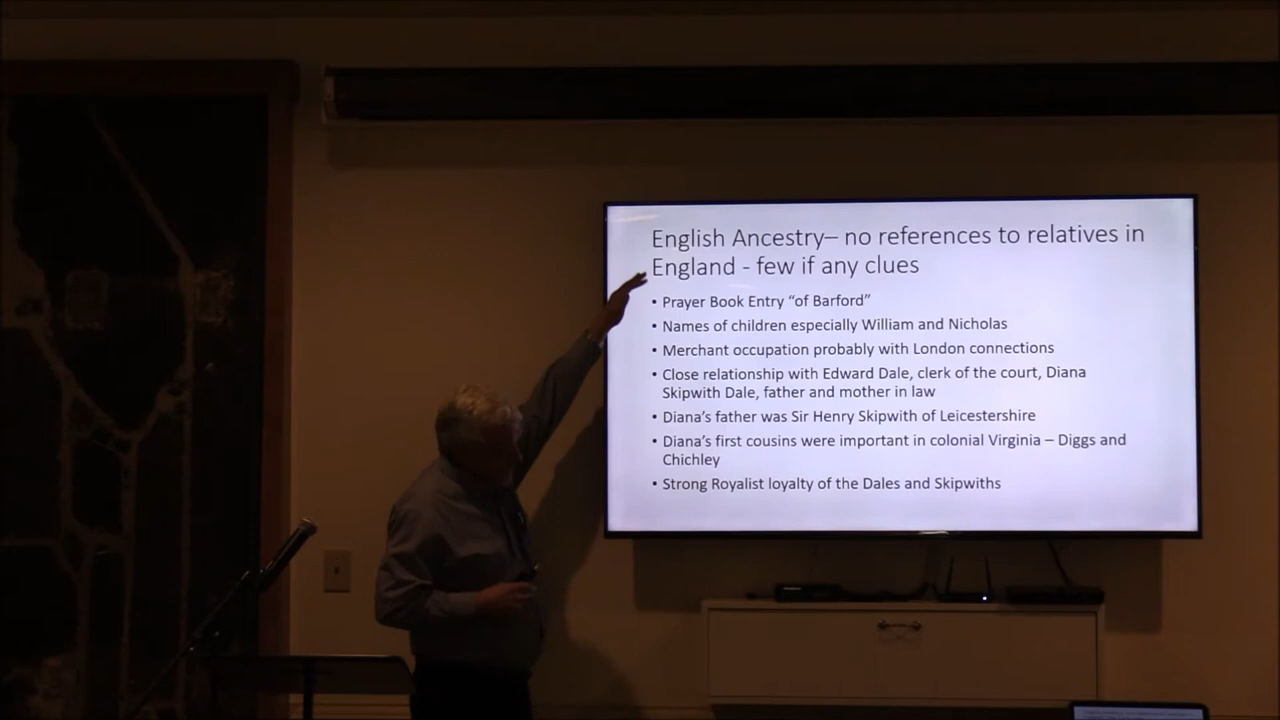 English Ancestry– no references to relatives in
England - few if any clues
• Prayer Book Entry “of Barford”
• Names of children especially William and Nicholas
• Merchant occupation probably with London connections
• Close relationship with Edward Dale, clerk of the court, Diana
Skipwith Dale, father and mother in law
• Diana’s father was Sir Henry Skipwith of Leicestershire
• Diana’s first cousins were important in colonial Virginia – Diggs and
Chichley
• Strong Royalist loyalty of the Dales and Skipwiths